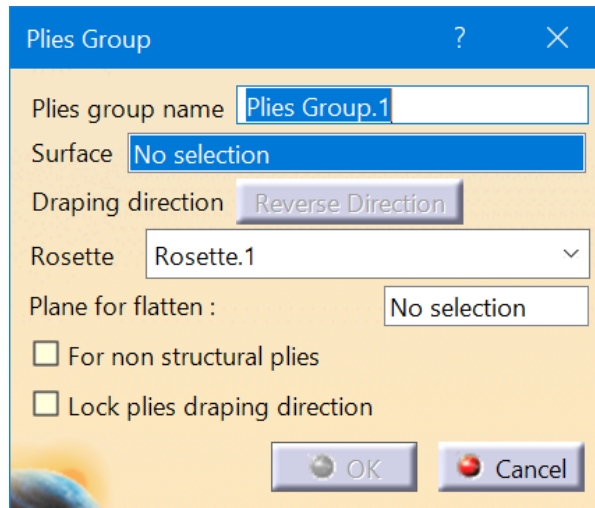 Plies Group ?
Plies group name Plies Group.1
Surface No selection
Draping direction Reverse Direction
Rosette Rosette.1
Plane for flatten : No selection
For non structural plies
Lock plies draping direction
OK Cancel